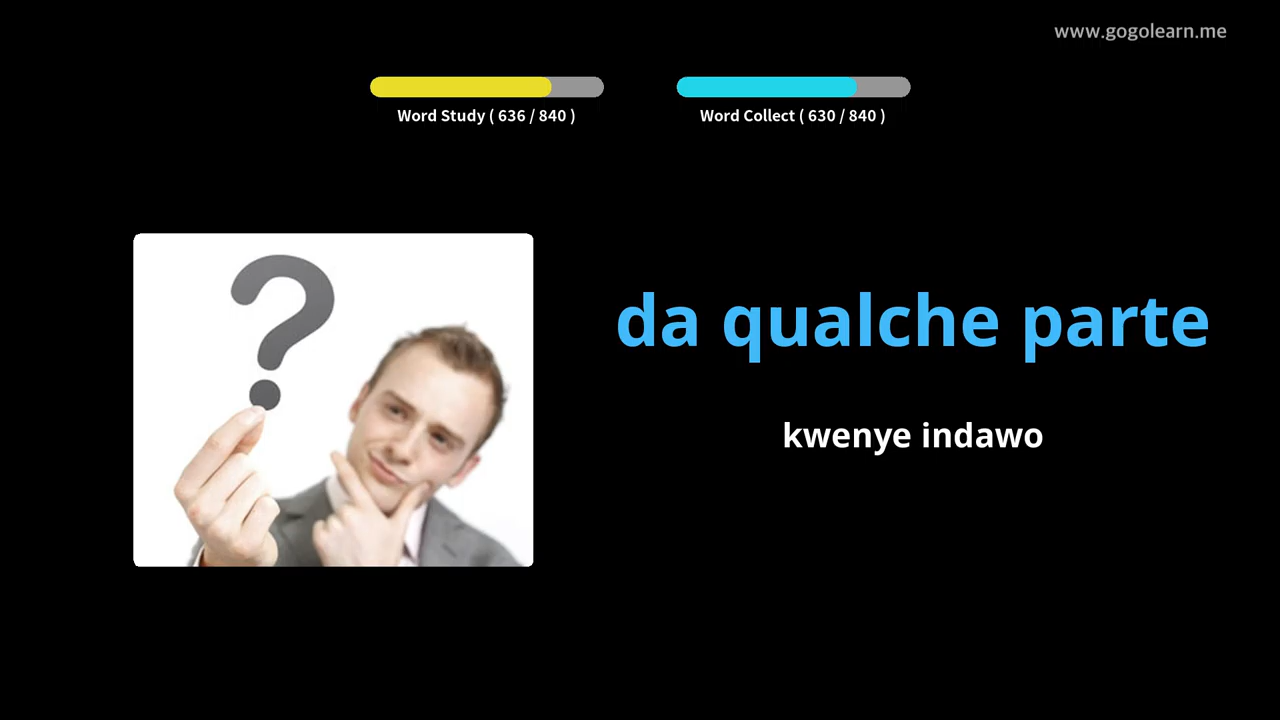 www.gogolearn.me
Word Study ( 636 / 840 )
Word Collect ( 630 / 840 )
da qualche parte
kwenye indawo